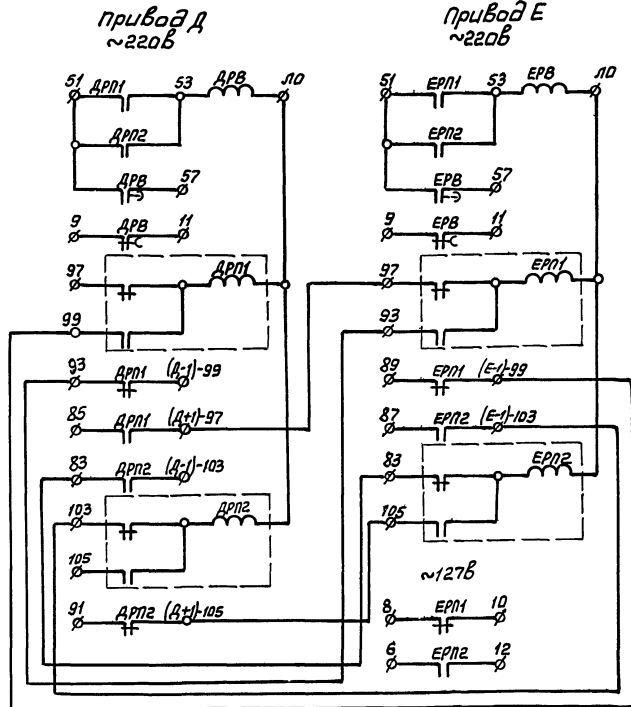 Привод Д
~220в
51 ДРП1 53 ДРВ Л0
ДРП2
ДРВ 57
9 ДРВ 11
97 ДРП1
99
93 ДРП1 (Д-1)-99
85 ДРП1 (Д+1)-97
83 ДРП2 (Д-1)-103
103 ДРП2
105
91 ДРП2 (Д+1)-105
Привод Е
~220в
51 ЕРП1 53 ЕРВ Л0
ЕРП2
ЕРВ 57
9 ЕРВ 11
97 ЕРП1
93
89 ЕРП1 (Е-1)-99
87 ЕРП2 (Е-1)-103
83 ЕРП2
105
~127в
8 ЕРП1 10
6 ЕРП2 12